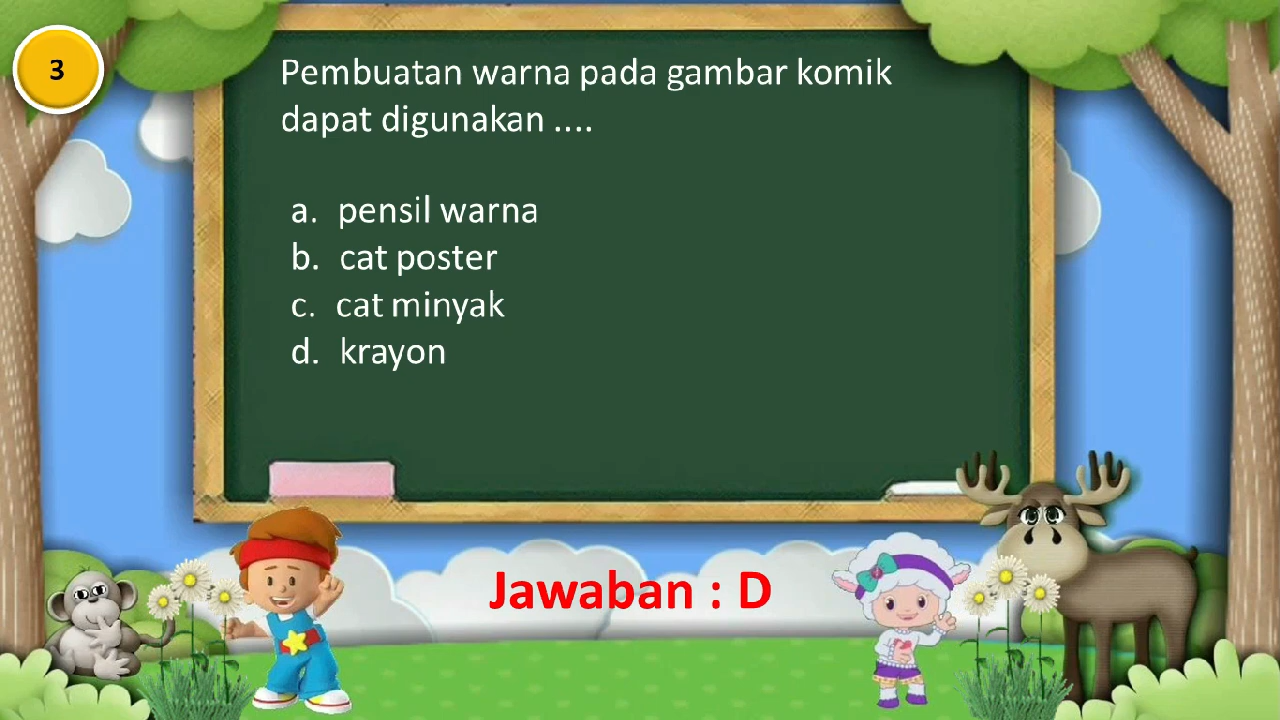 3
Pembuatan warna pada gambar komik
dapat digunakan ....
a. pensil warna
b. cat poster
c. cat minyak
d. krayon
Jawaban : D